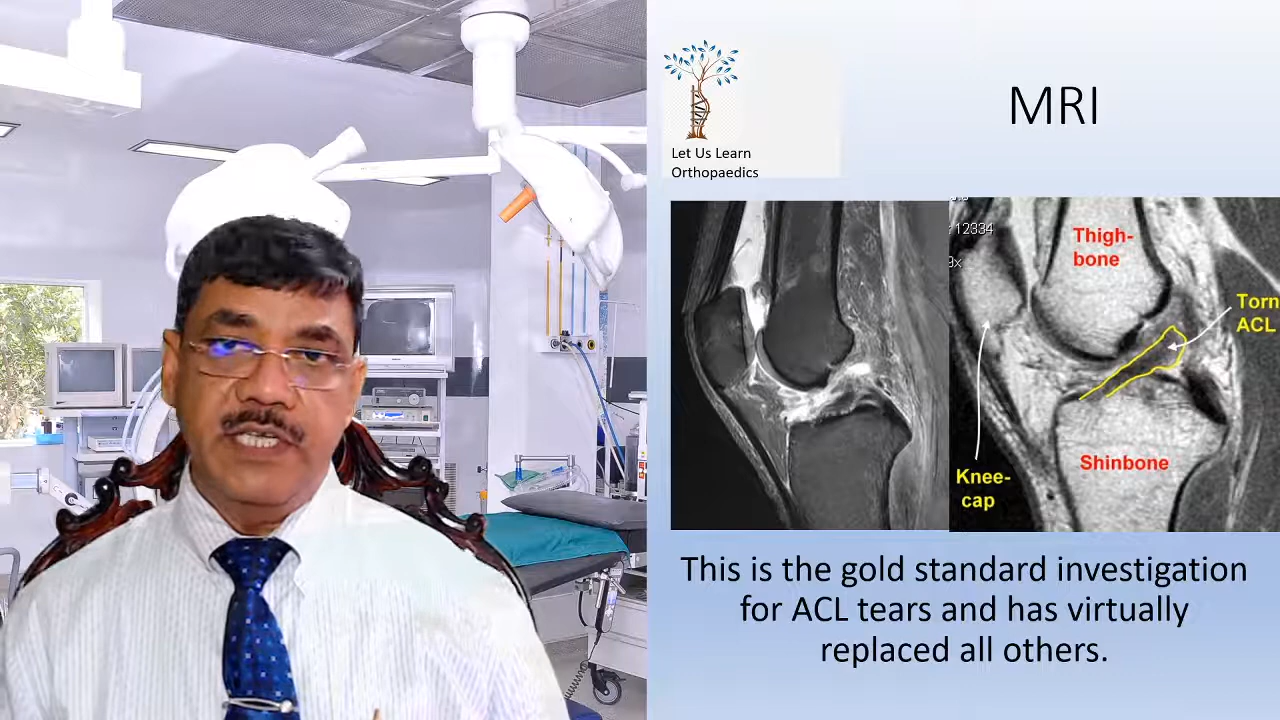 MRI
Let Us Learn
Orthopaedics
12334
Thigh-
bone
Torn
ACL
Knee-
cap
Shinbone
This is the gold standard investigation
for ACL tears and has virtually
replaced all others.